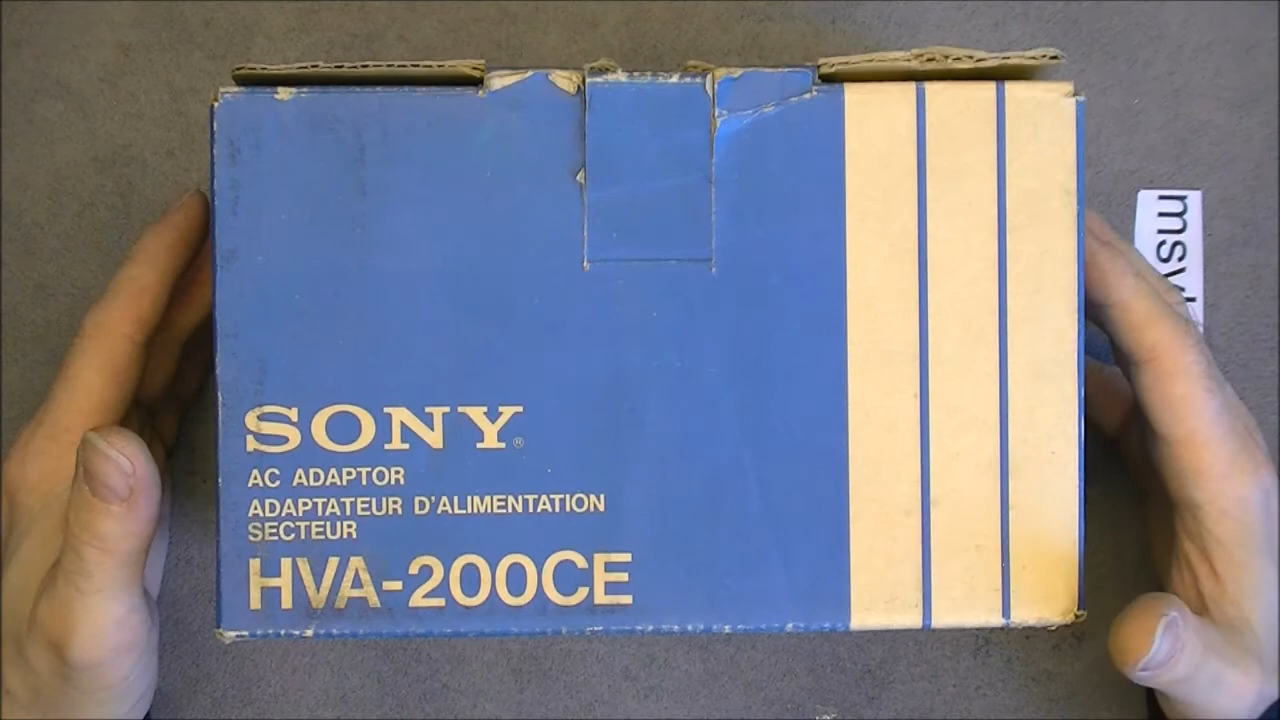 SONY®
AC ADAPTOR
ADAPTATEUR D'ALIMENTATION
SECTEUR
HVA-200CE